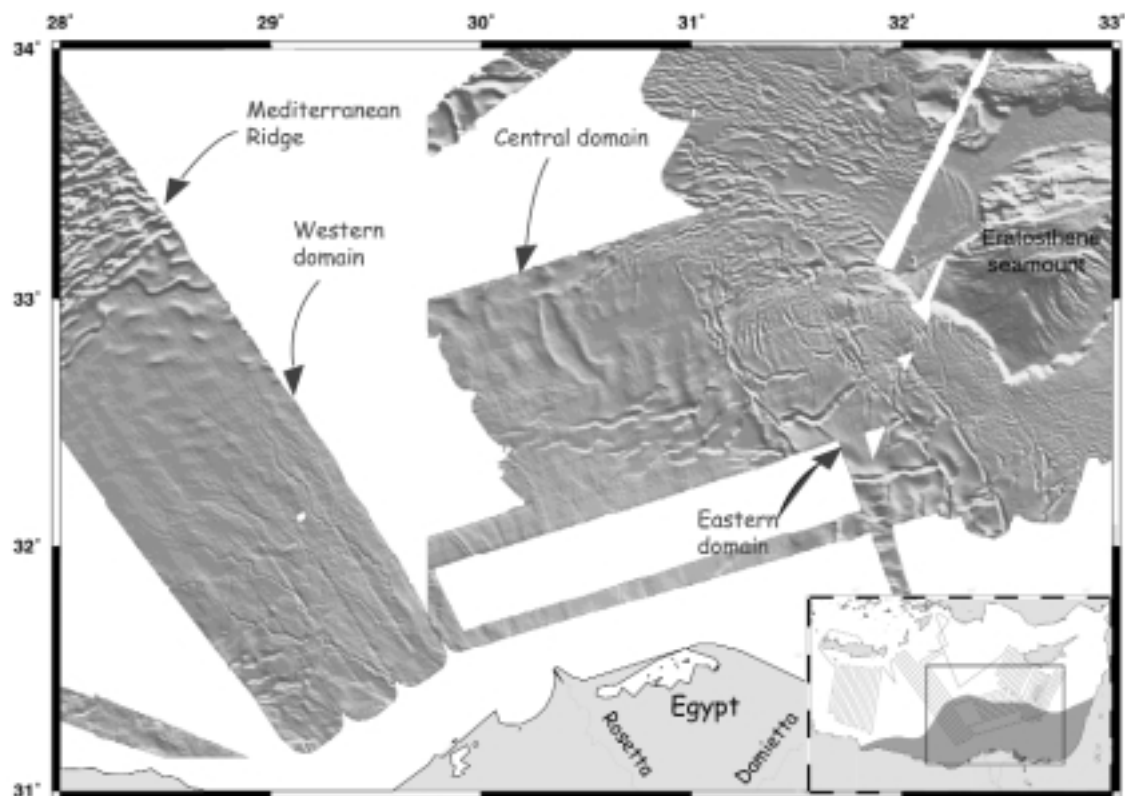 28°
29°
30°
31°
32°
33°
34°
33°
32°
31°
Mediterranean
Ridge
Central domain
Western
domain
Eratosthene
seamount
Eastern
domain
Egypt
Rosetta
Damietta